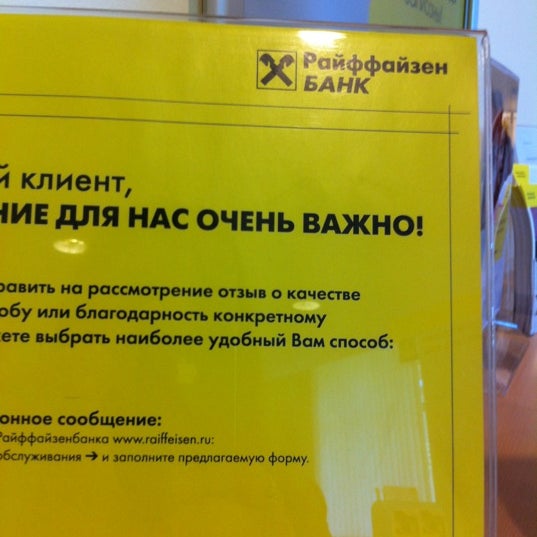 Райффайзен
БАНК
й клиент,
НИЕ ДЛЯ НАС ОЧЕНЬ ВАЖНО!
равить на рассмотрение отзыв о качестве
обу или благодарность конкретному
ете выбрать наиболее удобный Вам способ:
онное сообщение:
Райффайзенбанка www.raiffeisen.ru:
обслуживания → и заполните предлагаемую форму.